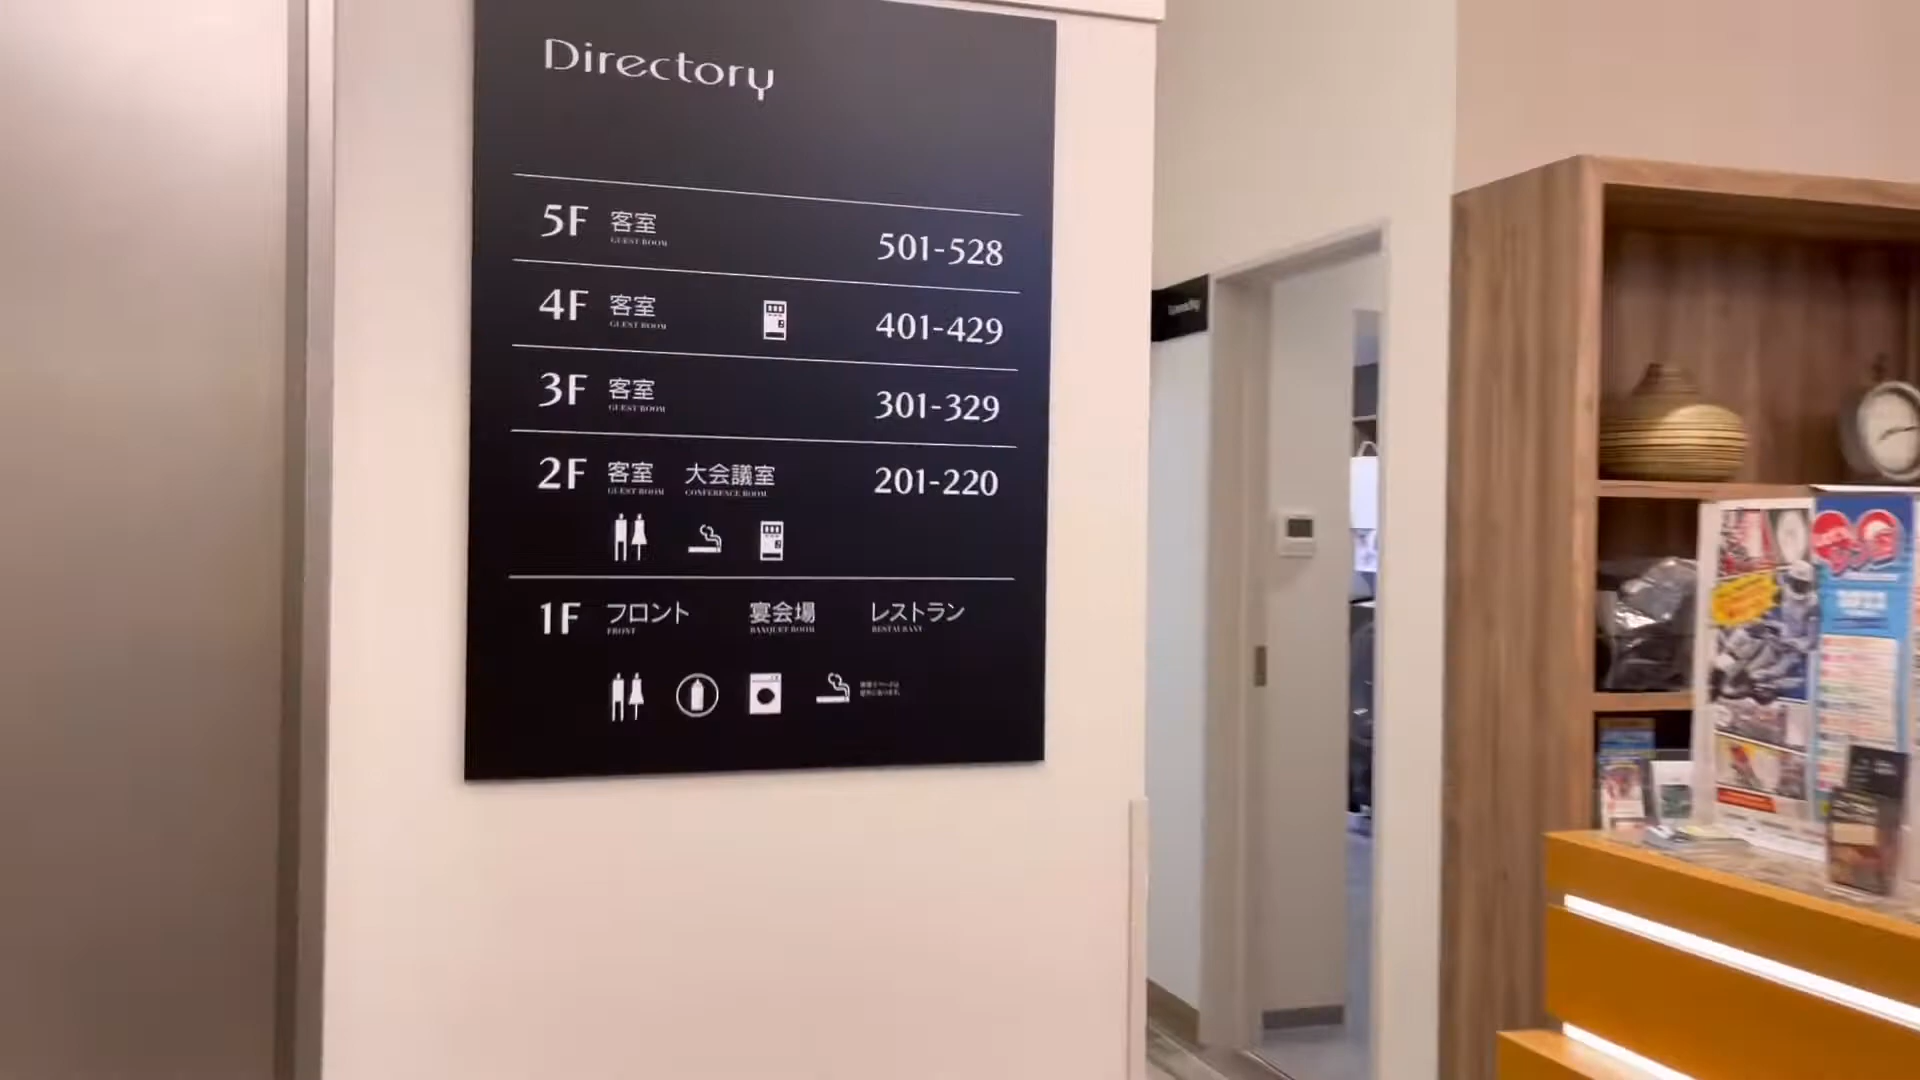 Directory
5F 客室 501-528
GUEST ROOM
4F 客室 401-429
GUEST ROOM
3F 客室 301-329
GUEST ROOM
2F 客室 大会議室 201-220
GUEST ROOM CONFERENCE ROOM
1F フロント 宴会場 レストラン
FRONT BANQUET ROOM RESTAURANT